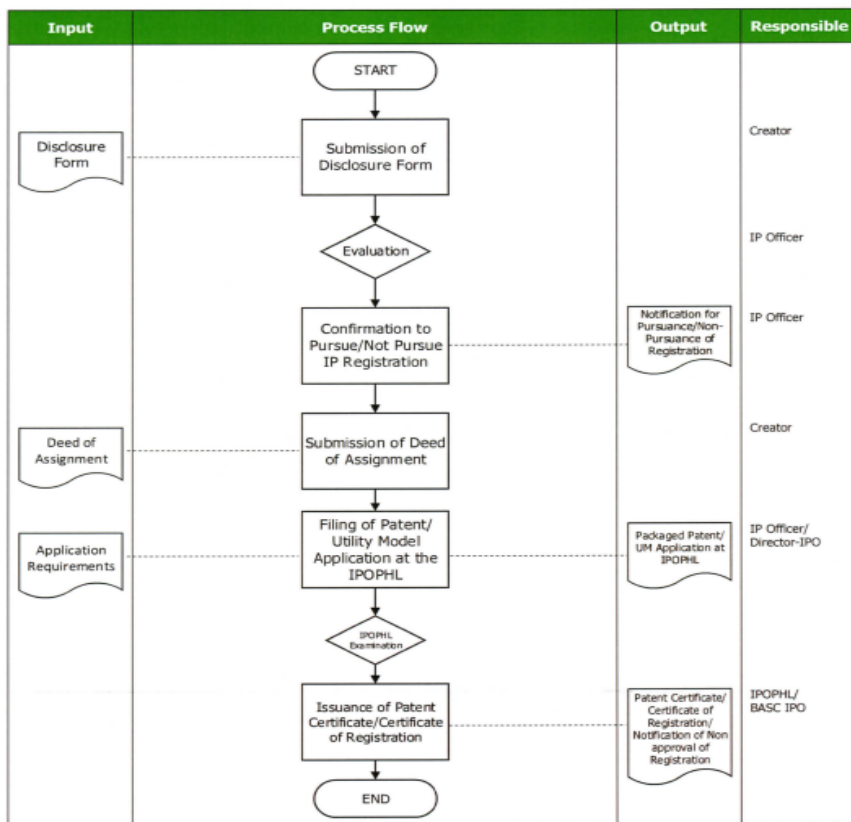 Input
Process Flow
Output
Responsible
START
Disclosure
Form
Submission of
Disclosure Form
Creator
Evaluation
IP Officer
Confirmation to
Pursue/Not Pursue
IP Registration
Notification for
Pursuance/Non-
Pursuance of
Registration
IP Officer
Deed of
Assignment
Submission of Deed
of Assignment
Creator
Application
Requirements
Filing of Patent/
Utility Model
Application at the
IPOPHL
Packaged Patent/
UM Application at
IPOPHL
IP Officer/
Director-IPO
IPOPHL
Examination
Issuance of Patent
Certificate/Certificate
of Registration
Patent Certificate/
Certificate of
Registration/
Notification of Non
approval of
Registration
IPOPHL/
BASC IPO
END